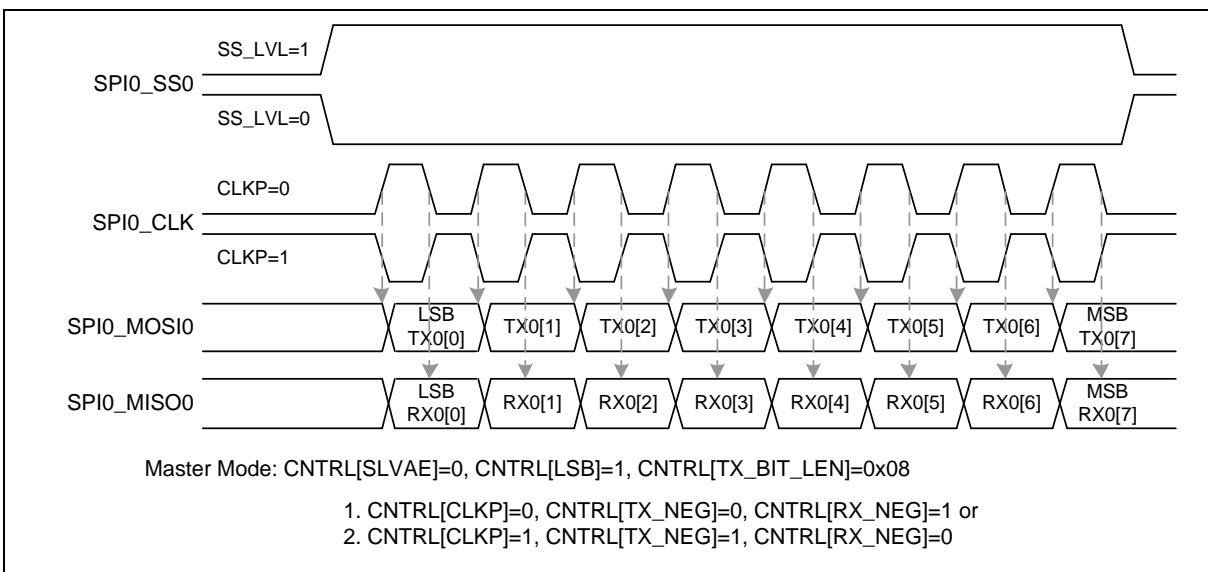 SS_LVL=1
SPI0_SS0
SS_LVL=0
CLKP=0
SPI0_CLK
CLKP=1
SPI0_MOSI0
LSB
TX0[0]
TX0[1]
TX0[2]
TX0[3]
TX0[4]
TX0[5]
TX0[6]
MSB
TX0[7]
SPI0_MISO0
LSB
RX0[0]
RX0[1]
RX0[2]
RX0[3]
RX0[4]
RX0[5]
RX0[6]
MSB
RX0[7]
Master Mode: CNTRL[SLVAE]=0, CNTRL[LSB]=1, CNTRL[TX_BIT_LEN]=0x08
1. CNTRL[CLKP]=0, CNTRL[TX_NEG]=0, CNTRL[RX_NEG]=1 or
2. CNTRL[CLKP]=1, CNTRL[TX_NEG]=1, CNTRL[RX_NEG]=0